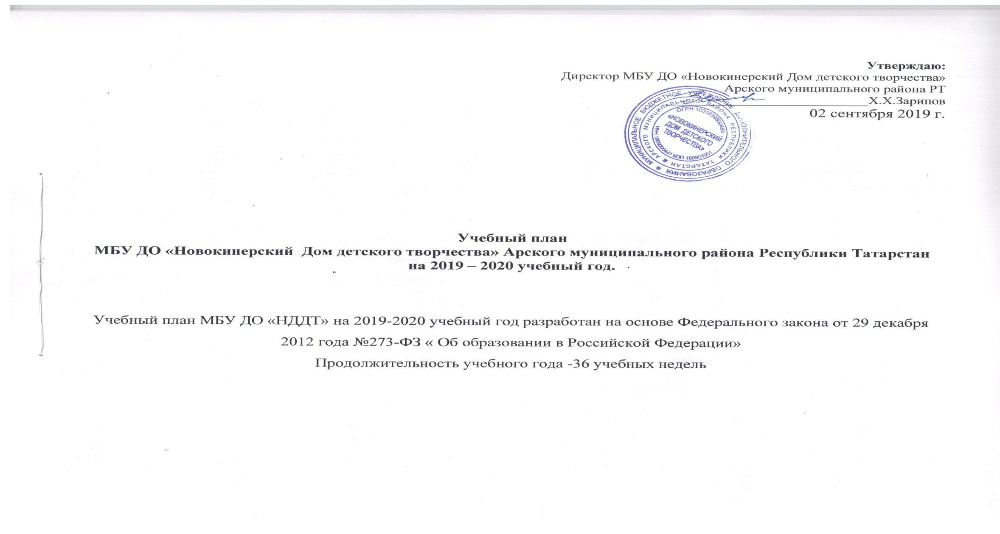 Утверждаю:
Директор МБУ ДО «Новокинерский Дом детского творчества»
Арского муниципального района РТ
Х.Х.Зарипов
02 сентября 2019 г.
МУНИЦИПАЛЬНОЕ БЮДЖЕТНОЕ УЧРЕЖДЕНИЕ ДОПОЛНИТЕЛЬНОГО ОБРАЗОВАНИЯ
АРСКОГО МУНИЦИПАЛЬНОГО РАЙОНА РЕСПУБЛИКИ ТАТАРСТАН
ОГРН 1031639800486
ИНН 1609006441 КПП 160901001
«НОВОКИНЕРСКИЙ
ДОМ ДЕТСКОГО
ТВОРЧЕСТВА»
Учебный план
МБУ ДО «Новокинерский Дом детского творчества» Арского муниципального района Республики Татарстан
на 2019 – 2020 учебный год.
Учебный план МБУ ДО «НДДТ» на 2019-2020 учебный год разработан на основе Федерального закона от 29 декабря
2012 года №273-ФЗ « Об образовании в Российской Федерации»
Продолжительность учебного года -36 учебных недель